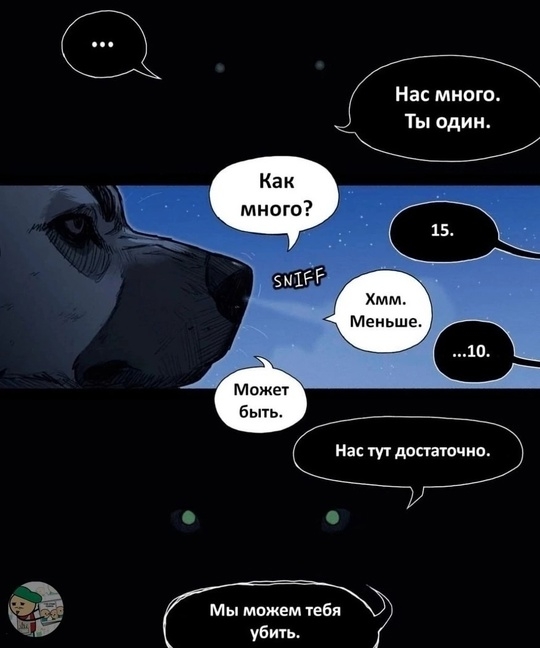 ...
Нас много.
Ты один.
Как
много?
15.
SNIFF
Хмм.
Меньше.
...10.
Может
быть.
Нас тут достаточно.
Мы можем тебя
убить.